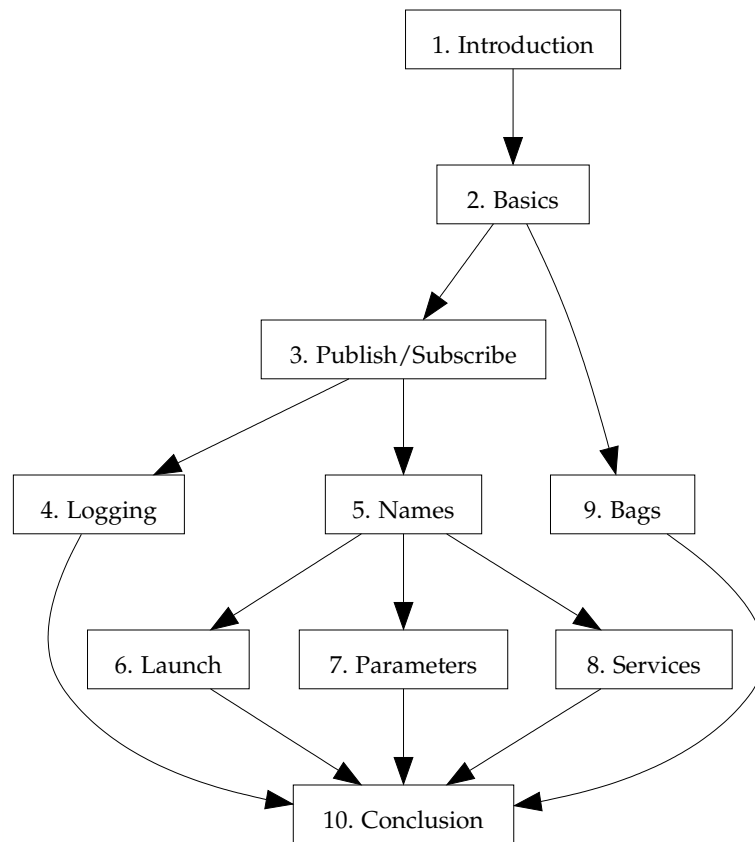 1. Introduction
2. Basics
3. Publish/Subscribe
4. Logging
5. Names
9. Bags
6. Launch
7. Parameters
8. Services
10. Conclusion